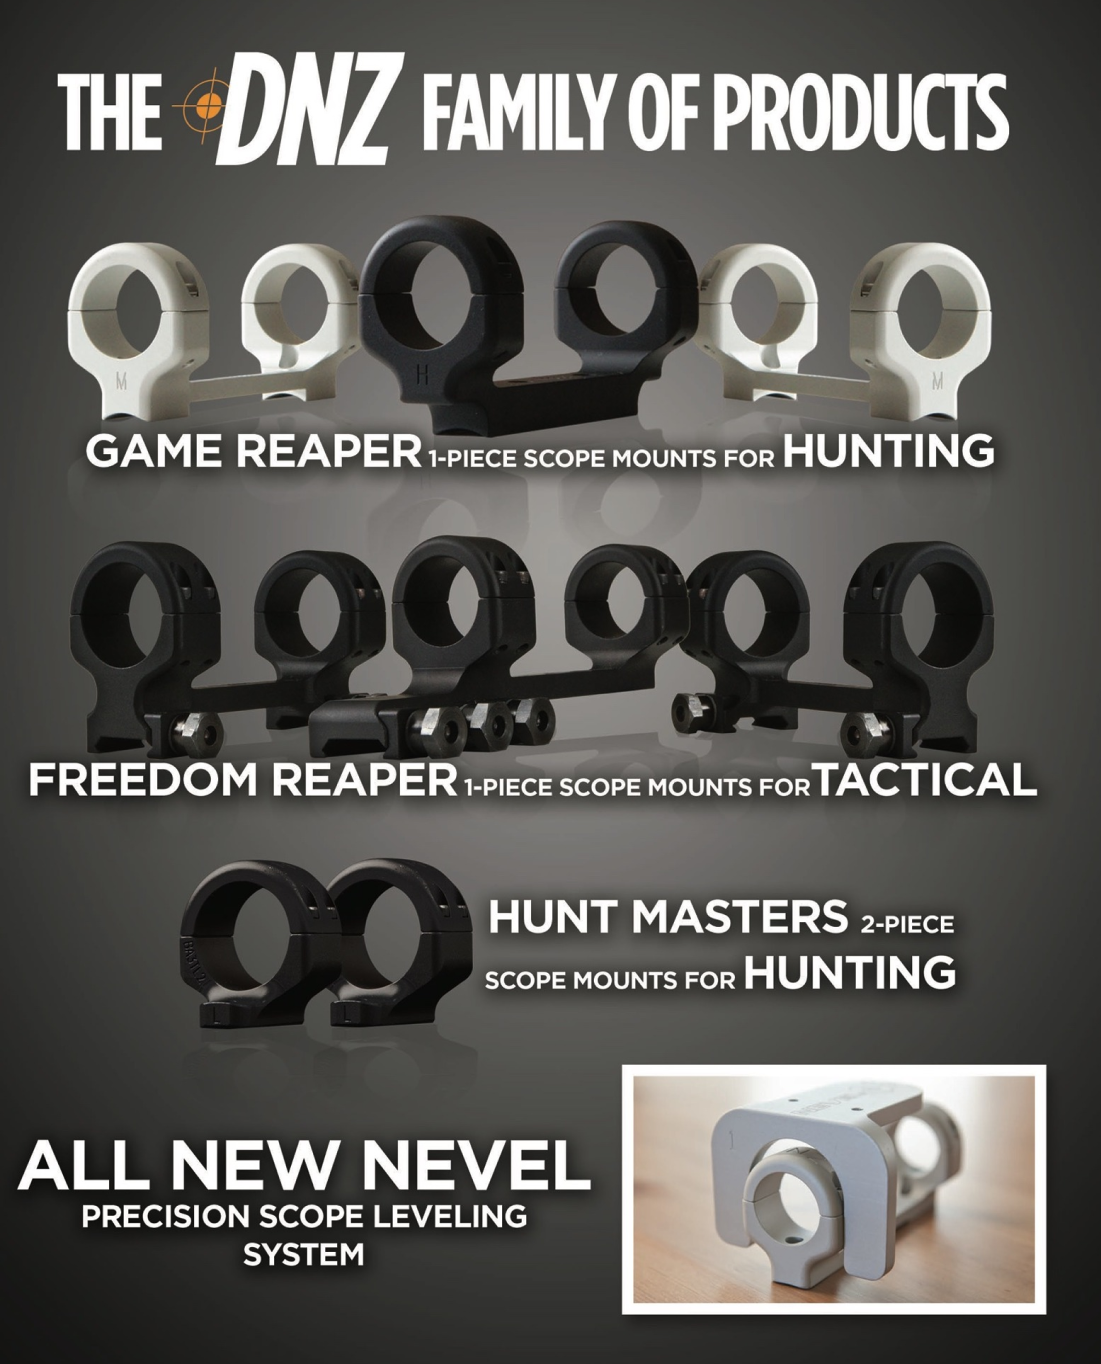 THE DNZ FAMILY OF PRODUCTS
M H M
GAME REAPER 1-PIECE SCOPE MOUNTS FOR HUNTING
FREEDOM REAPER 1-PIECE SCOPE MOUNTS FOR TACTICAL
HUNT MASTERS 2-PIECE
SCOPE MOUNTS FOR HUNTING
ALL NEW NEVEL
PRECISION SCOPE LEVELING
SYSTEM
1